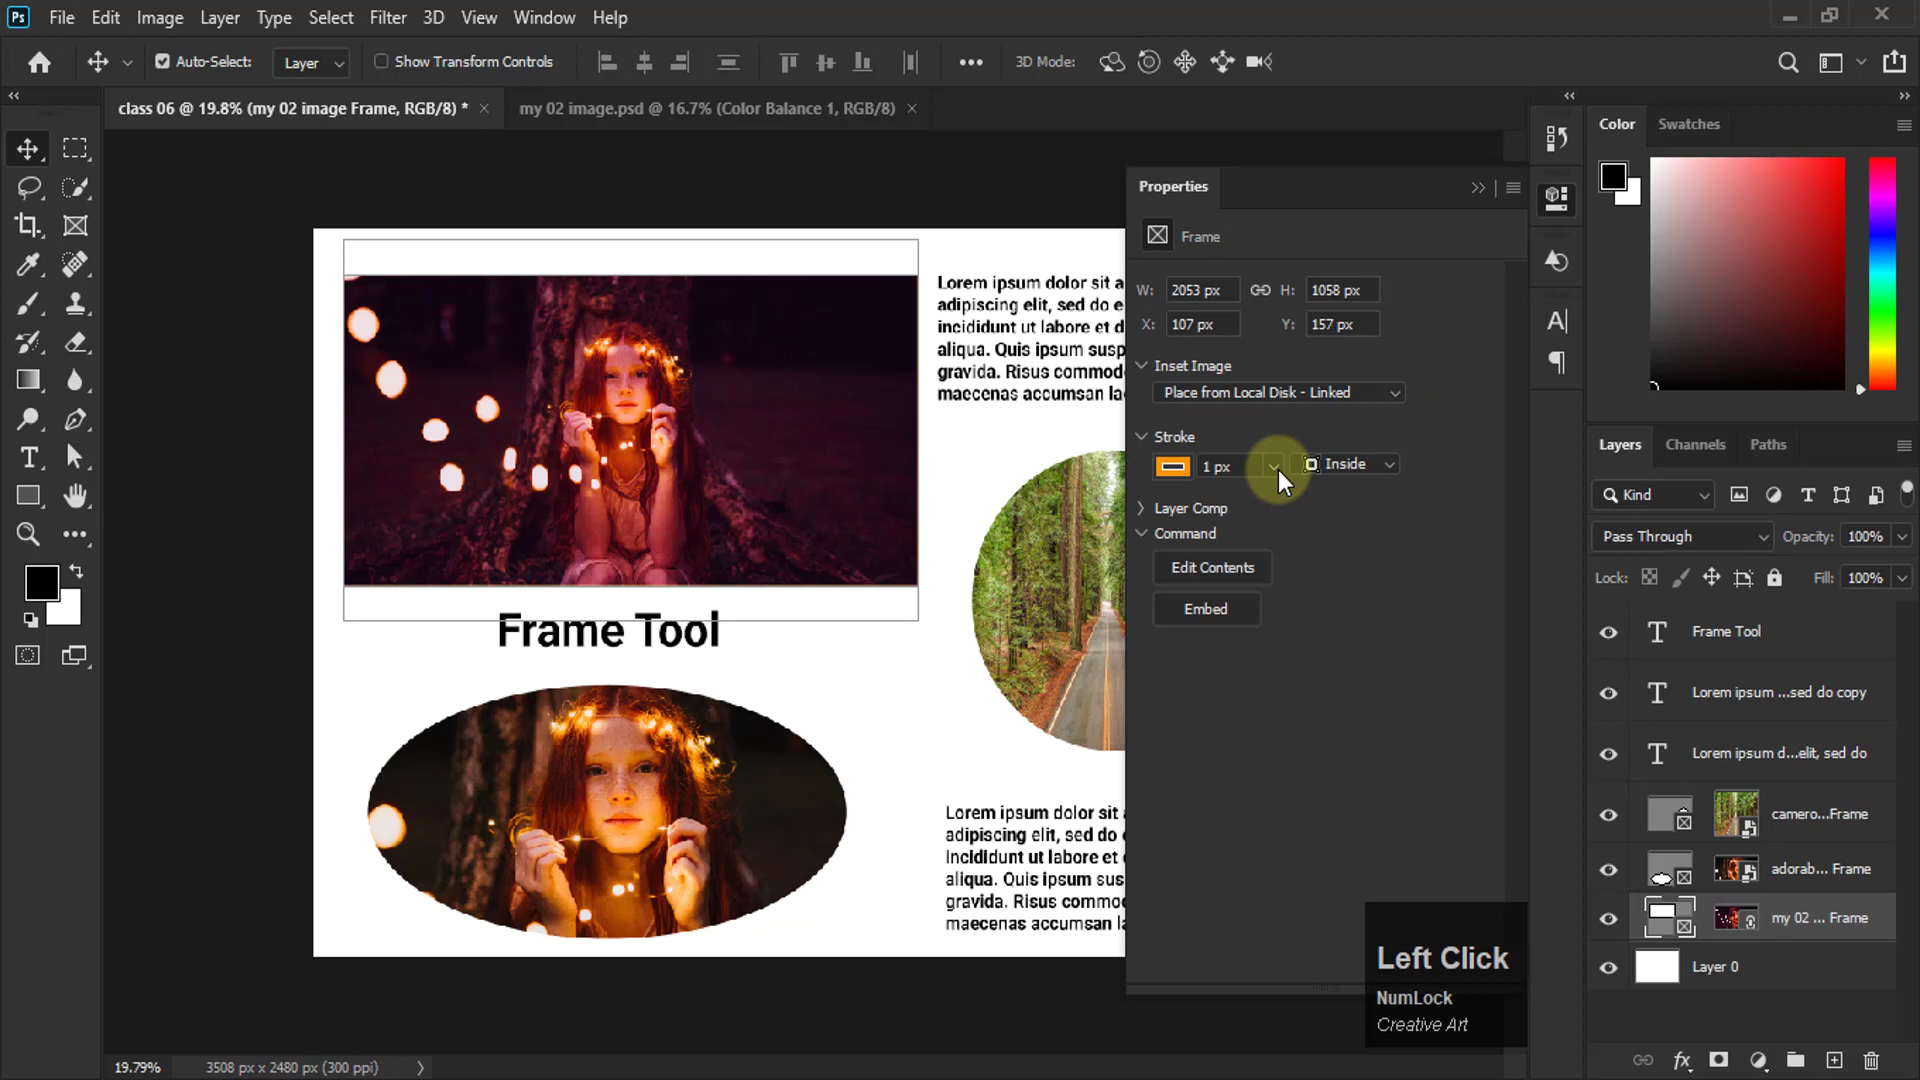 Ps File Edit Image Layer Type Select Filter 3D View Window Help
Auto-Select: Layer Show Transform Controls 3D Mode:
class 06 @ 19.8% (my 02 image Frame, RGB/8) * my 02 image.psd @ 16.7% (Color Balance 1, RGB/8)
Color Swatches
Properties
Frame
W: 2053 px H: 1058 px
X: 107 px Y: 157 px
Inset Image
Place from Local Disk - Linked
Stroke
1 px Inside
Layer Comp
Command
Edit Contents
Embed
Lorem ipsum dolor sit a
adipiscing elit, sed do e
incididunt ut labore et d
aliqua. Quis ipsum susp
gravida. Risus commod
maecenas accumsan la
Frame Tool
Lorem ipsum dolor sit
adipiscing elit, sed do e
incididunt ut labore et
aliqua. Quis ipsum sus
gravida. Risus commo
maecenas accumsan la
Layers Channels Paths
Kind
Pass Through Opacity: 100%
Lock: Fill: 100%
Frame Tool
Lorem ipsum ...sed do copy
Lorem ipsum d...elit, sed do
camero...Frame
adorab... Frame
my 02 ... Frame
Layer 0
Left Click
NumLock
Creative Art
19.79% 3508 px x 2480 px (300 ppi)